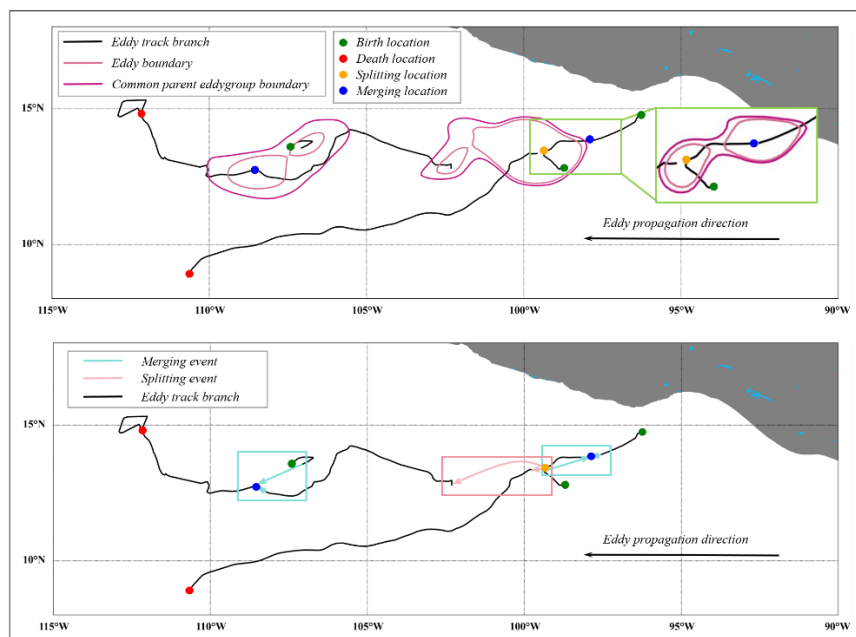 Eddy track branch
Eddy boundary
Common parent eddygroup boundary
Birth location
Death location
Splitting location
Merging location
15°N
10°N
Eddy propagation direction
115°W
110°W
105°W
100°W
95°W
90°W
Merging event
Splitting event
Eddy track branch
15°N
10°N
Eddy propagation direction
115°W
110°W
105°W
100°W
95°W
90°W